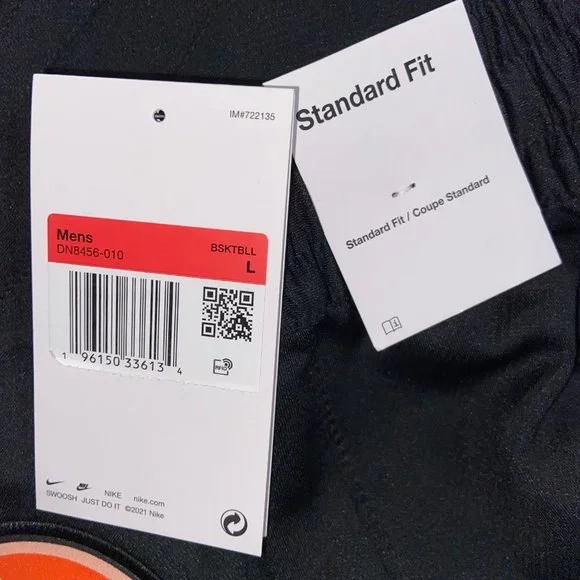 IM#722135
Mens
DN8456-010
BSKTBLL
L
1 96150 33613 4
RFID
NIKE nike.com
SWOOSH JUST DO IT ©2021 Nike
Standard Fit
Standard Fit / Coupe Standard